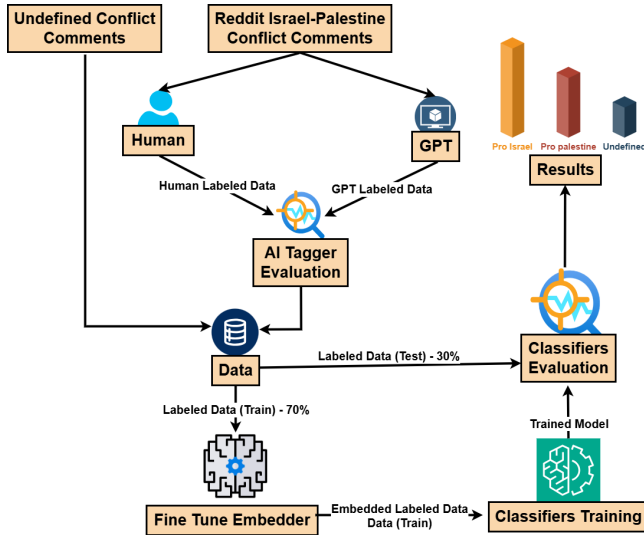 Undefined Conflict
Comments
Reddit Israel-Palestine
Conflict Comments
Human
GPT
Pro Israel
Pro palestine
Undefined
Results
Human Labeled Data
GPT Labeled Data
AI Tagger
Evaluation
Data
Labeled Data (Test) - 30%
Classifiers
Evaluation
Labeled Data (Train) - 70%
Trained Model
Fine Tune Embedder
Embedded Labeled Data
Data (Train)
Classifiers Training